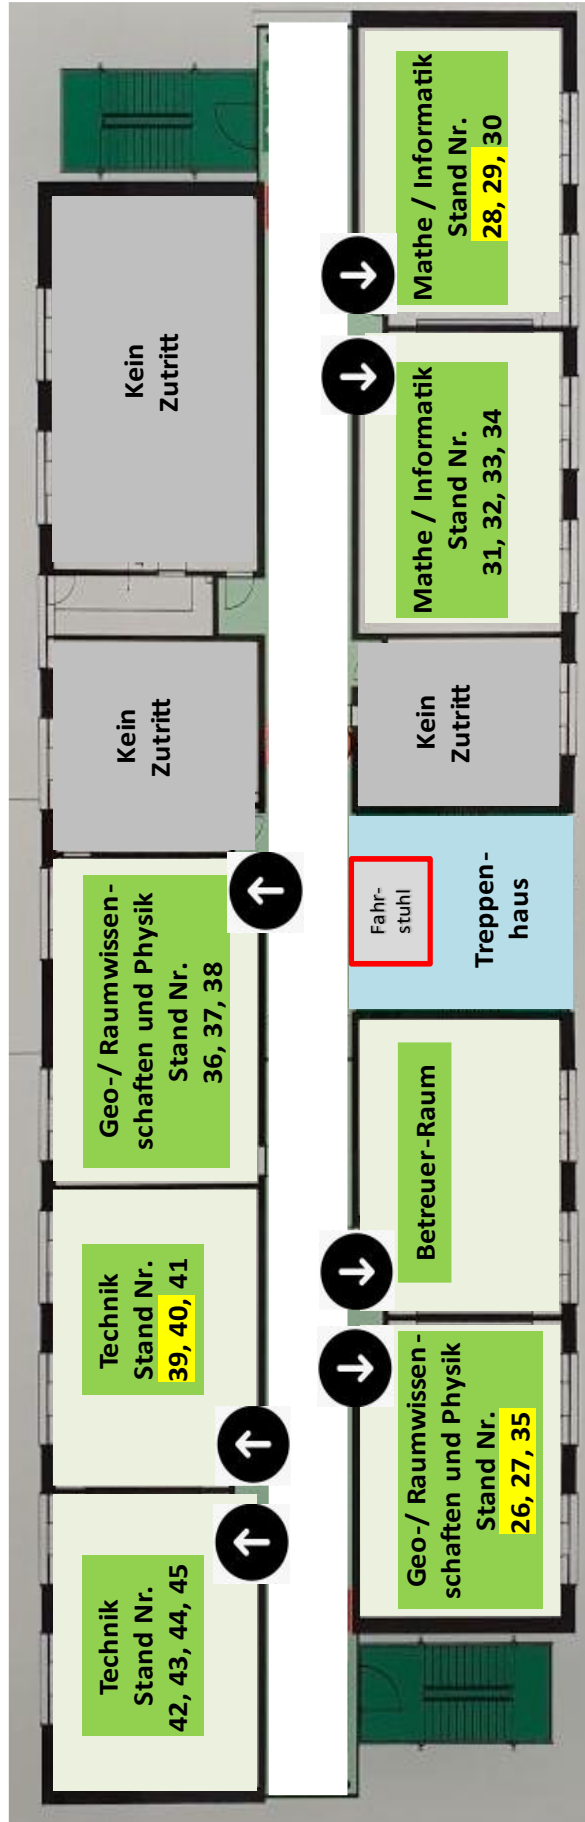 Technik
Stand Nr.
42, 43, 44, 45
Technik
Stand Nr.
39, 40, 41
Geo-/ Raumwissen-
schaften und Physik
Stand Nr.
36, 37, 38
Kein
Zutritt
Kein
Zutritt
Geo-/ Raumwissen-
schaften und Physik
Stand Nr.
26, 27, 35
Betreuer-Raum
Fahr-
stuhl
Treppen-
haus
Kein
Zutritt
Mathe / Informatik
Stand Nr.
31, 32, 33, 34
Mathe / Informatik
Stand Nr.
28, 29, 30